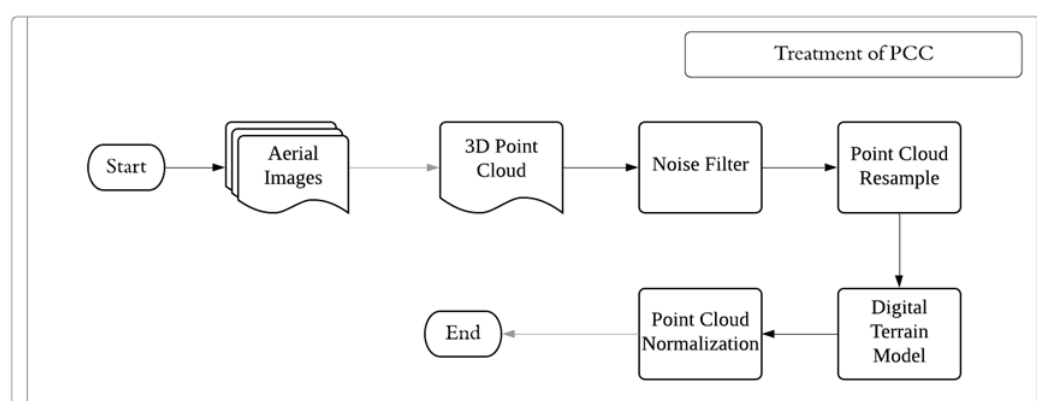 Treatment of PCC
Start
Aerial
Images
3D Point
Cloud
Noise Filter
Point Cloud
Resample
Digital
Terrain
Model
Point Cloud
Normalization
End